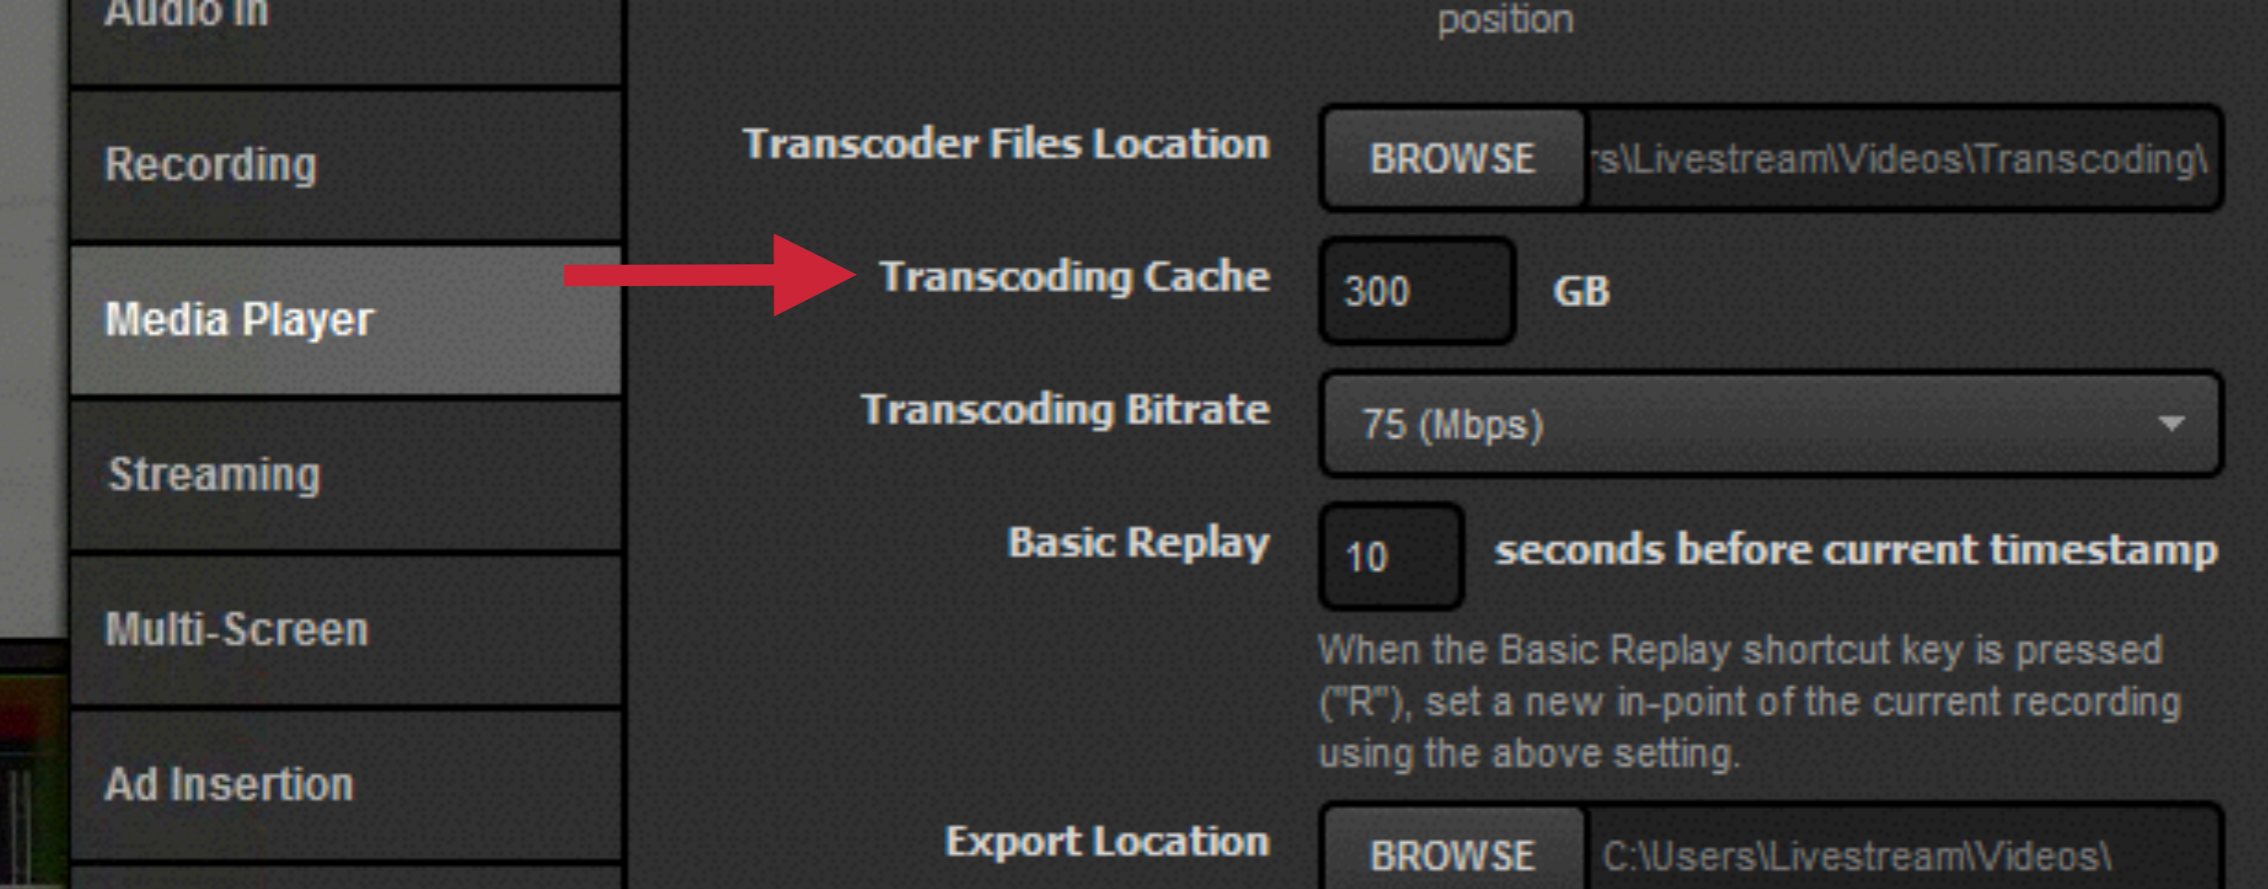 Audio In
Recording
Media Player
Streaming
Multi-Screen
Ad Insertion
position
Transcoder Files Location
BROWSE
s\Livestream\Videos\Transcoding\
Transcoding Cache
300
GB
Transcoding Bitrate
75 (Mbps)
Basic Replay
10
seconds before current timestamp
When the Basic Replay shortcut key is pressed
("R"), set a new in-point of the current recording
using the above setting.
Export Location
BROWSE
C:\Users\Livestream\Videos\